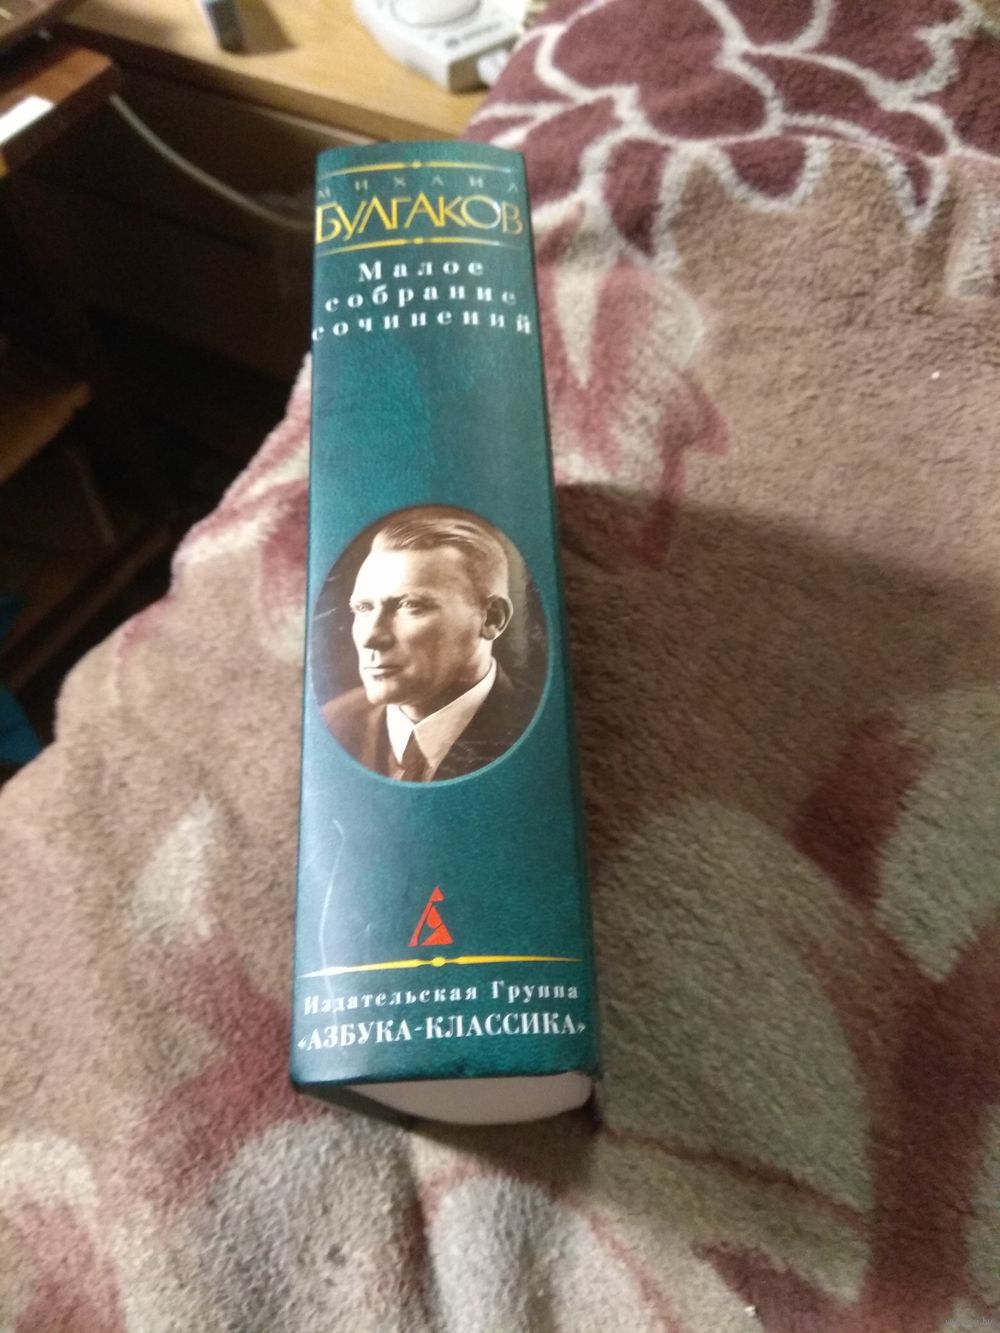 МИХАИЛ
БУЛГАКОВ
Малое
собрание
сочинений
Издательская Группа
«АЗБУКА-КЛАССИКА»